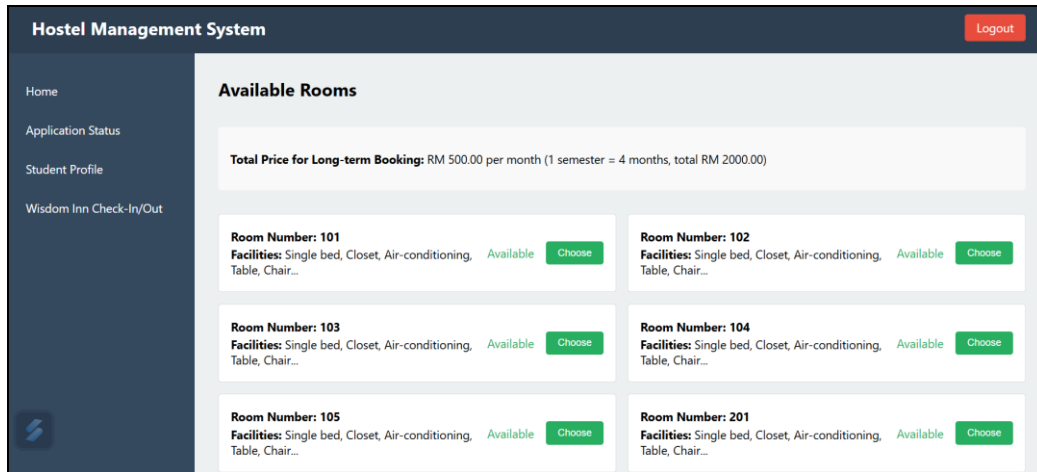 Hostel Management System
Logout
Home
Application Status
Student Profile
Wisdom Inn Check-In/Out
Available Rooms
Total Price for Long-term Booking: RM 500.00 per month (1 semester = 4 months, total RM 2000.00)
Room Number: 101
Facilities: Single bed, Closet, Air-conditioning,
Table, Chair...
Available
Choose
Room Number: 102
Facilities: Single bed, Closet, Air-conditioning,
Table, Chair...
Available
Choose
Room Number: 103
Facilities: Single bed, Closet, Air-conditioning,
Table, Chair...
Available
Choose
Room Number: 104
Facilities: Single bed, Closet, Air-conditioning,
Table, Chair...
Available
Choose
Room Number: 105
Facilities: Single bed, Closet, Air-conditioning,
Table, Chair...
Available
Choose
Room Number: 201
Facilities: Single bed, Closet, Air-conditioning,
Table, Chair...
Available
Choose